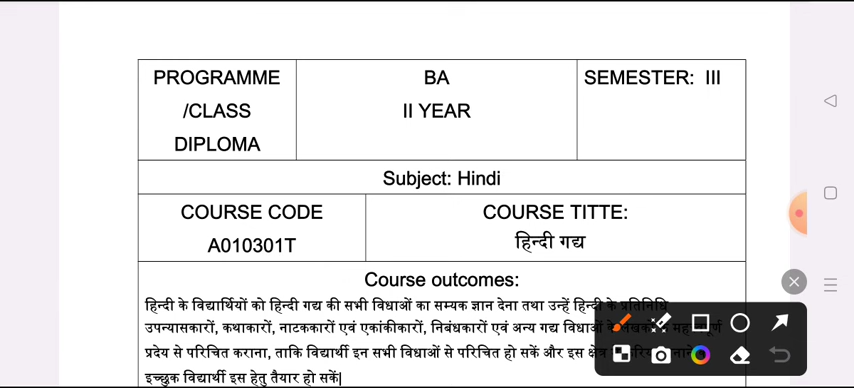 PROGRAMME BA SEMESTER: III
/CLASS II YEAR
DIPLOMA
Subject: Hindi
COURSE CODE COURSE TITTE:
A010301T हिन्दी गद्य
Course outcomes:
हिन्दी के विद्यार्थियों को हिन्दी गद्य की सभी विधाओं का सम्यक ज्ञान देना तथा उन्हें हिन्दी के प्रतिनिधि
उपन्यासकारों, कथाकारों, नाटककारों एवं एकांकीकारों, निबंधकारों एवं अन्य गद्य विधाओं
प्रदेय से परिचित कराना, ताकि विद्यार्थी इन सभी विधाओं से परिचित हो सकें और इस
इच्छुक विद्यार्थी इस हेतु तैयार हो सकें|